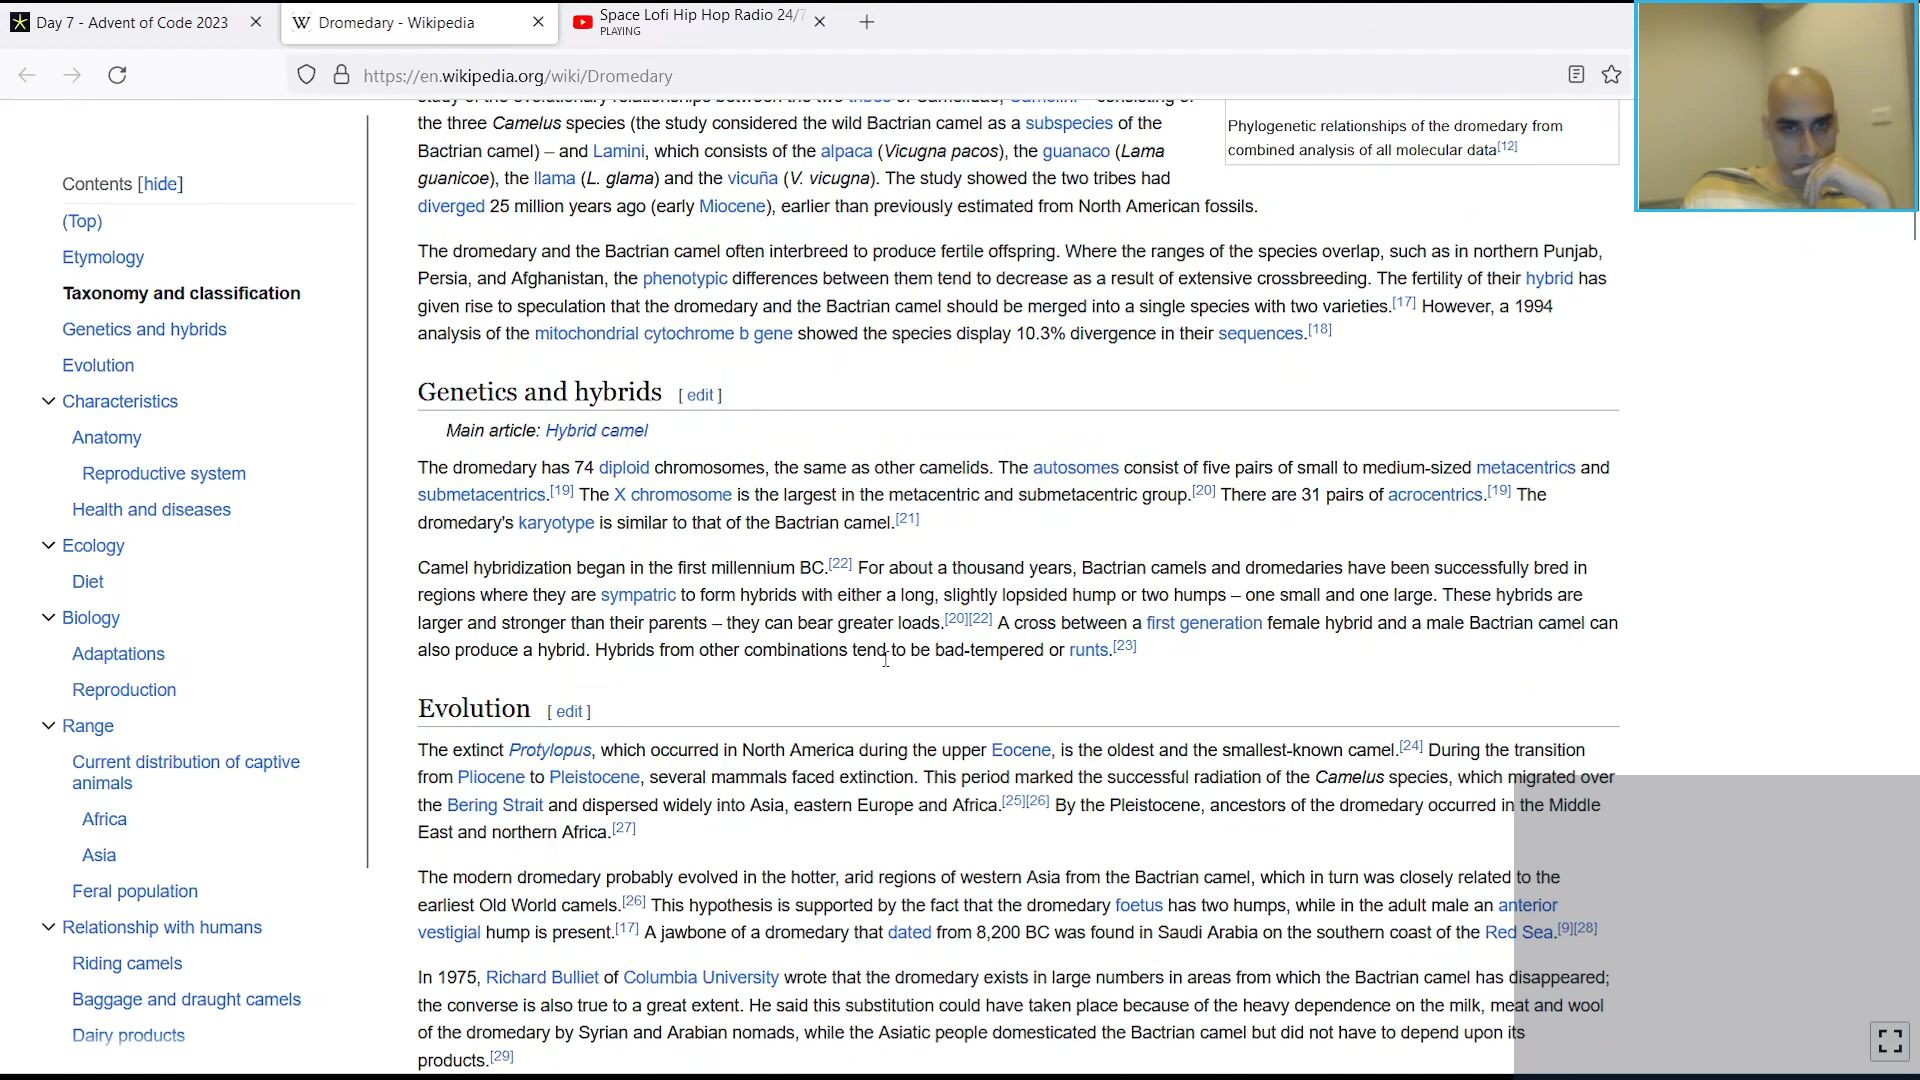 Day 7 - Advent of Code 2023
Dromedary - Wikipedia
Space Lofi Hip Hop Radio 24/7
PLAYING
https://en.wikipedia.org/wiki/Dromedary
Contents [hide]
(Top)
Etymology
Taxonomy and classification
Genetics and hybrids
Evolution
Characteristics
Anatomy
Reproductive system
Health and diseases
Ecology
Diet
Biology
Adaptations
Reproduction
Range
Current distribution of captive
animals
Africa
Asia
Feral population
Relationship with humans
Riding camels
Baggage and draught camels
Dairy products
study of the evolutionary relationships between the two tribes of Camelidae, Camelini – consisting of
the three Camelus species (the study considered the wild Bactrian camel as a subspecies of the
Bactrian camel) – and Lamini, which consists of the alpaca (Vicugna pacos), the guanaco (Lama
guanicoe), the llama (L. glama) and the vicuña (V. vicugna). The study showed the two tribes had
diverged 25 million years ago (early Miocene), earlier than previously estimated from North American fossils.
Phylogenetic relationships of the dromedary from
combined analysis of all molecular data[12]
The dromedary and the Bactrian camel often interbreed to produce fertile offspring. Where the ranges of the species overlap, such as in northern Punjab,
Persia, and Afghanistan, the phenotypic differences between them tend to decrease as a result of extensive crossbreeding. The fertility of their hybrid has
given rise to speculation that the dromedary and the Bactrian camel should be merged into a single species with two varieties.[17] However, a 1994
analysis of the mitochondrial cytochrome b gene showed the species display 10.3% divergence in their sequences.[18]
Genetics and hybrids [ edit ]
Main article: Hybrid camel
The dromedary has 74 diploid chromosomes, the same as other camelids. The autosomes consist of five pairs of small to medium-sized metacentrics and
submetacentrics.[19] The X chromosome is the largest in the metacentric and submetacentric group.[20] There are 31 pairs of acrocentrics.[19] The
dromedary's karyotype is similar to that of the Bactrian camel.[21]
Camel hybridization began in the first millennium BC.[22] For about a thousand years, Bactrian camels and dromedaries have been successfully bred in
regions where they are sympatric to form hybrids with either a long, slightly lopsided hump or two humps – one small and one large. These hybrids are
larger and stronger than their parents – they can bear greater loads.[20][22] A cross between a first generation female hybrid and a male Bactrian camel can
also produce a hybrid. Hybrids from other combinations tend to be bad-tempered or runts.[23]
Evolution [ edit ]
The extinct Protylopus, which occurred in North America during the upper Eocene, is the oldest and the smallest-known camel.[24] During the transition
from Pliocene to Pleistocene, several mammals faced extinction. This period marked the successful radiation of the Camelus species, which migrated over
the Bering Strait and dispersed widely into Asia, eastern Europe and Africa.[25][26] By the Pleistocene, ancestors of the dromedary occurred in the Middle
East and northern Africa.[27]
The modern dromedary probably evolved in the hotter, arid regions of western Asia from the Bactrian camel, which in turn was closely related to the
earliest Old World camels.[26] This hypothesis is supported by the fact that the dromedary foetus has two humps, while in the adult male an anterior
vestigial hump is present.[17] A jawbone of a dromedary that dated from 8,200 BC was found in Saudi Arabia on the southern coast of the Red Sea.[9][28]
In 1975, Richard Bulliet of Columbia University wrote that the dromedary exists in large numbers in areas from which the Bactrian camel has disappeared;
the converse is also true to a great extent. He said this substitution could have taken place because of the heavy dependence on the milk, meat and wool
of the dromedary by Syrian and Arabian nomads, while the Asiatic people domesticated the Bactrian camel but did not have to depend upon its
products.[29]